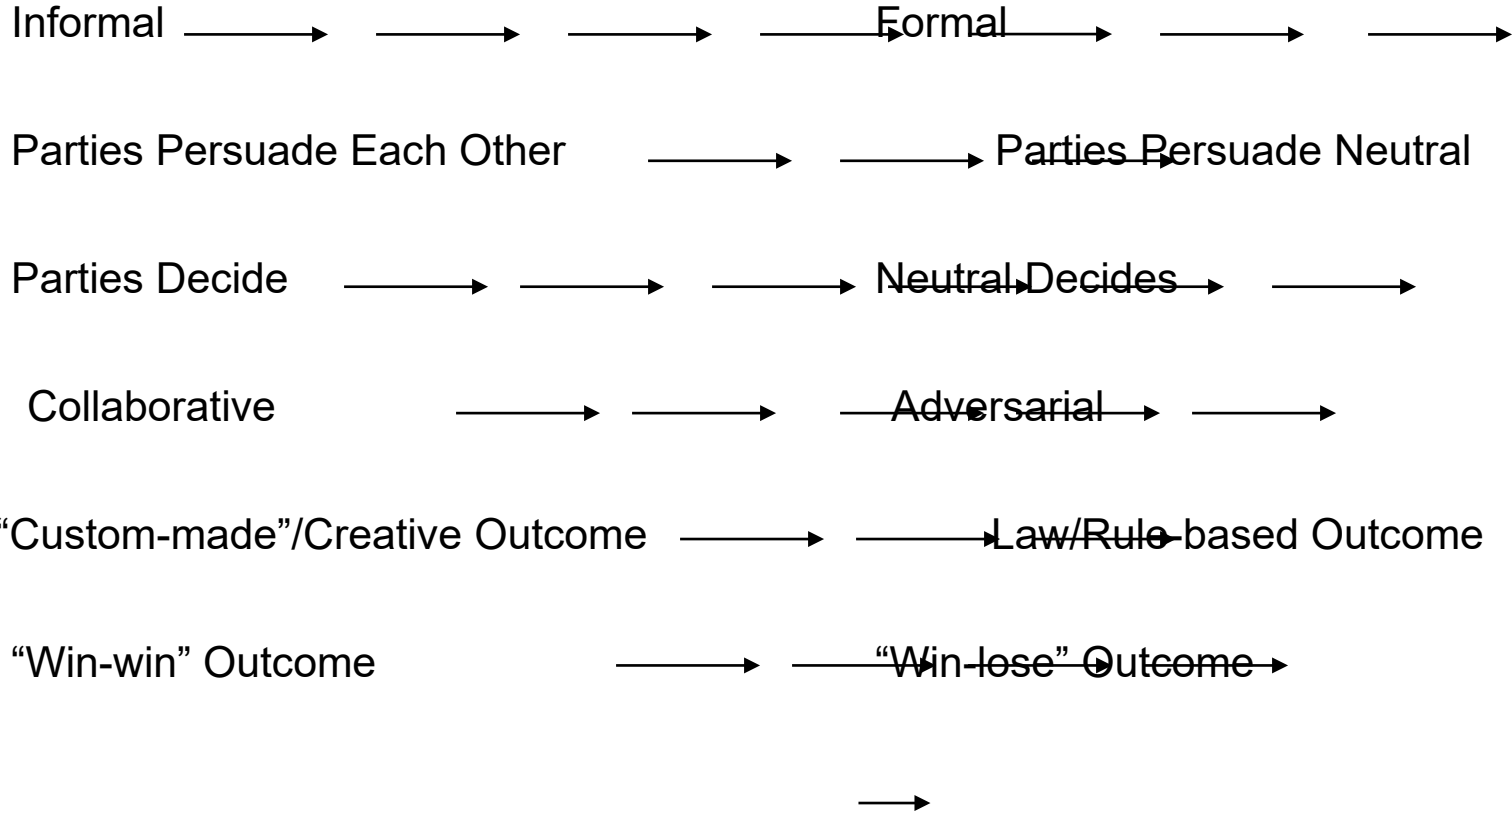 Informal Formal
Parties Persuade Each Other Parties Persuade Neutral
Parties Decide Neutral Decides
Collaborative Adversarial
“Custom-made”/Creative Outcome Law/Rule-based Outcome
“Win-win” Outcome “Win-lose” Outcome